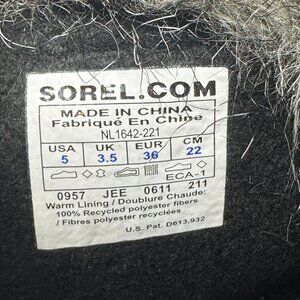 SOREL.COM
MADE IN CHINA
Fabriqué En Chine
NL1642-221
USA UK EUR CM
5 3.5 36 22
ECA-1
0957 JEE 0611 211
Warm Lining / Doublure Chaude:
100% Recycled polyester fibers
/ Fibres polyester recyclées
U.S. Pat. D613,932